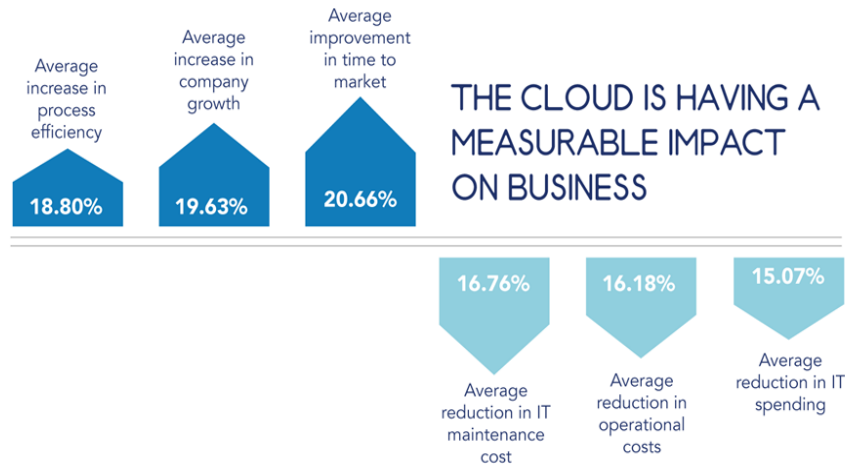 Average
increase in
process
efficiency
18.80%
Average
increase in
company
growth
19.63%
Average
improvement
in time to
market
20.66%
THE CLOUD IS HAVING A
MEASURABLE IMPACT
ON BUSINESS
16.76%
Average
reduction in IT
maintenance
cost
16.18%
Average
reduction in
operational
costs
15.07%
Average
reduction in IT
spending